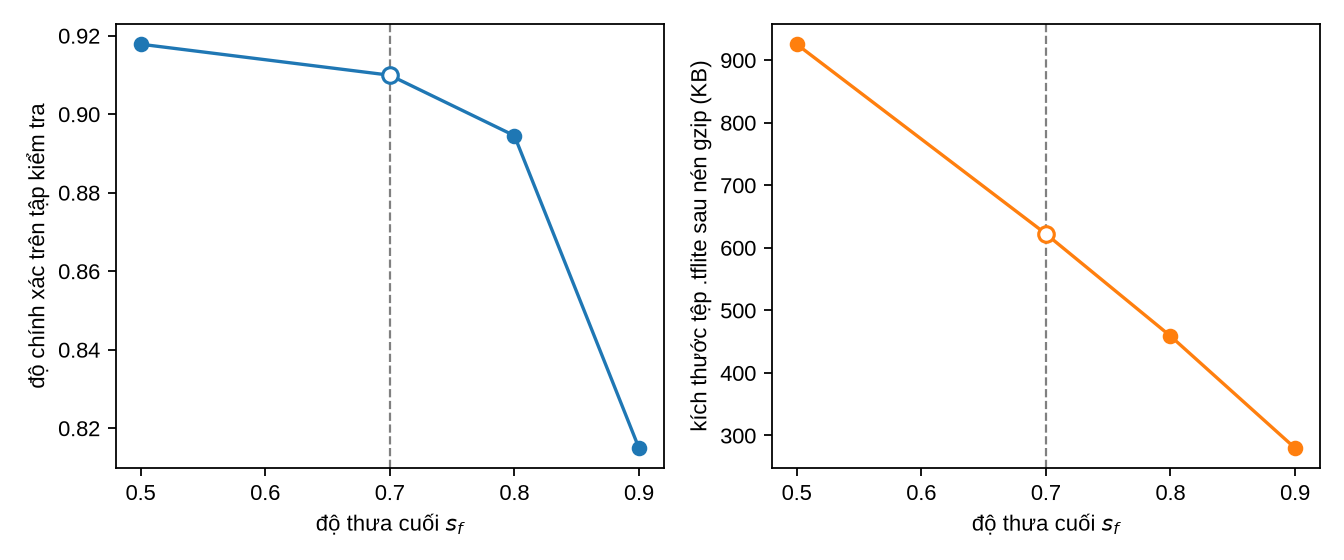 độ chính xác trên tập kiểm tra
0.92
0.90
0.88
0.86
0.84
0.82
0.5 0.6 0.7 0.8 0.9
độ thưa cuối s_f
kích thước tệp .tflite sau nén gzip (KB)
900
800
700
600
500
400
300
0.5 0.6 0.7 0.8 0.9
độ thưa cuối s_f